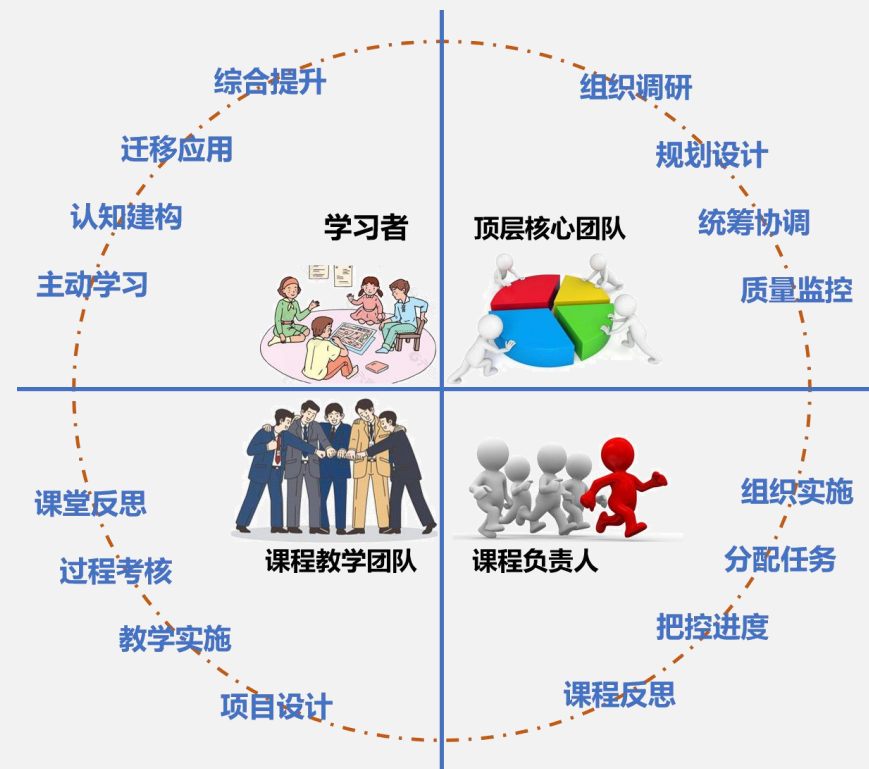 综合提升
迁移应用
认知建构
主动学习
学习者
组织调研
规划设计
统筹协调
质量监控
顶层核心团队
课堂反思
过程考核
教学实施
项目设计
课程教学团队
组织实施
分配任务
把控进度
课程反思
课程负责人